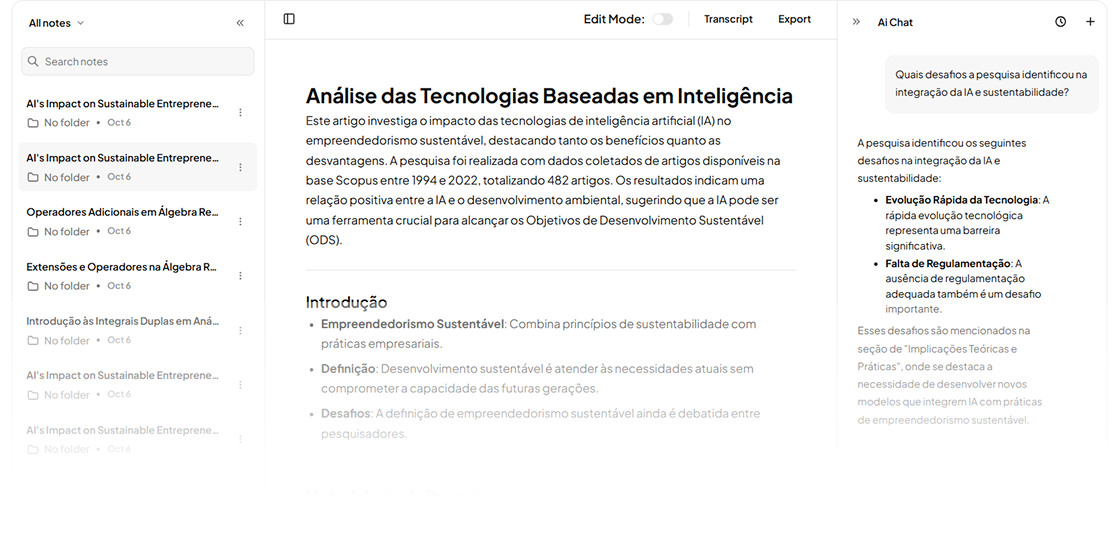 All notes
Search notes
AI's Impact on Sustainable Entreprene...
No folder • Oct 6
AI's Impact on Sustainable Entreprene...
No folder • Oct 6
Operadores Adicionais em Álgebra Re...
No folder • Oct 6
Extensões e Operadores na Álgebra R...
No folder • Oct 6
Introdução às Integrais Duplas em Aná...
No folder • Oct 6
AI's Impact on Sustainable Entreprene...
No folder • Oct 6
AI's Impact on Sustainable Entreprene...
No folder • Oct 6
Edit Mode:
Transcript
Export
Análise das Tecnologias Baseadas em Inteligência
Este artigo investiga o impacto das tecnologias de inteligência artificial (IA) no
empreendedorismo sustentável, destacando tanto os benefícios quanto as
desvantagens. A pesquisa foi realizada com dados coletados de artigos disponíveis na
base Scopus entre 1994 e 2022, totalizando 482 artigos. Os resultados indicam uma
relação positiva entre a IA e o desenvolvimento ambiental, sugerindo que a IA pode ser
uma ferramenta crucial para alcançar os Objetivos de Desenvolvimento Sustentável
(ODS).
Introdução
• Empreendedorismo Sustentável: Combina princípios de sustentabilidade com
práticas empresariais.
• Definição: Desenvolvimento sustentável é atender às necessidades atuais sem
comprometer a capacidade das futuras gerações.
• Desafios: A definição de empreendedorismo sustentável ainda é debatida entre
pesquisadores.
Ai Chat
Quais desafios a pesquisa identificou na
integração da IA e sustentabilidade?
A pesquisa identificou os seguintes
desafios na integração da IA e
sustentabilidade:
• Evolução Rápida da Tecnologia: A
rápida evolução tecnológica
representa uma barreira
significativa.
• Falta de Regulamentação: A
ausência de regulamentação
adequada também é um desafio
importante.
Esses desafios são mencionados na
seção de "Implicações Teóricas e
Práticas", onde se destaca a
necessidade de desenvolver novos
modelos que integrem IA com práticas
de empreendedorismo sustentável.